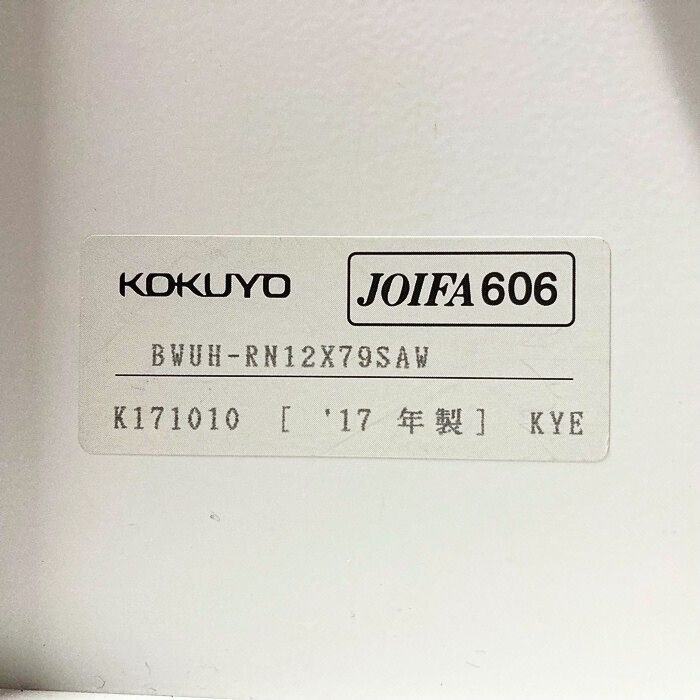 KOKUYO JOIFA606
BWUH-RN12X79SAW
K171010 [ '17 年製] KYE